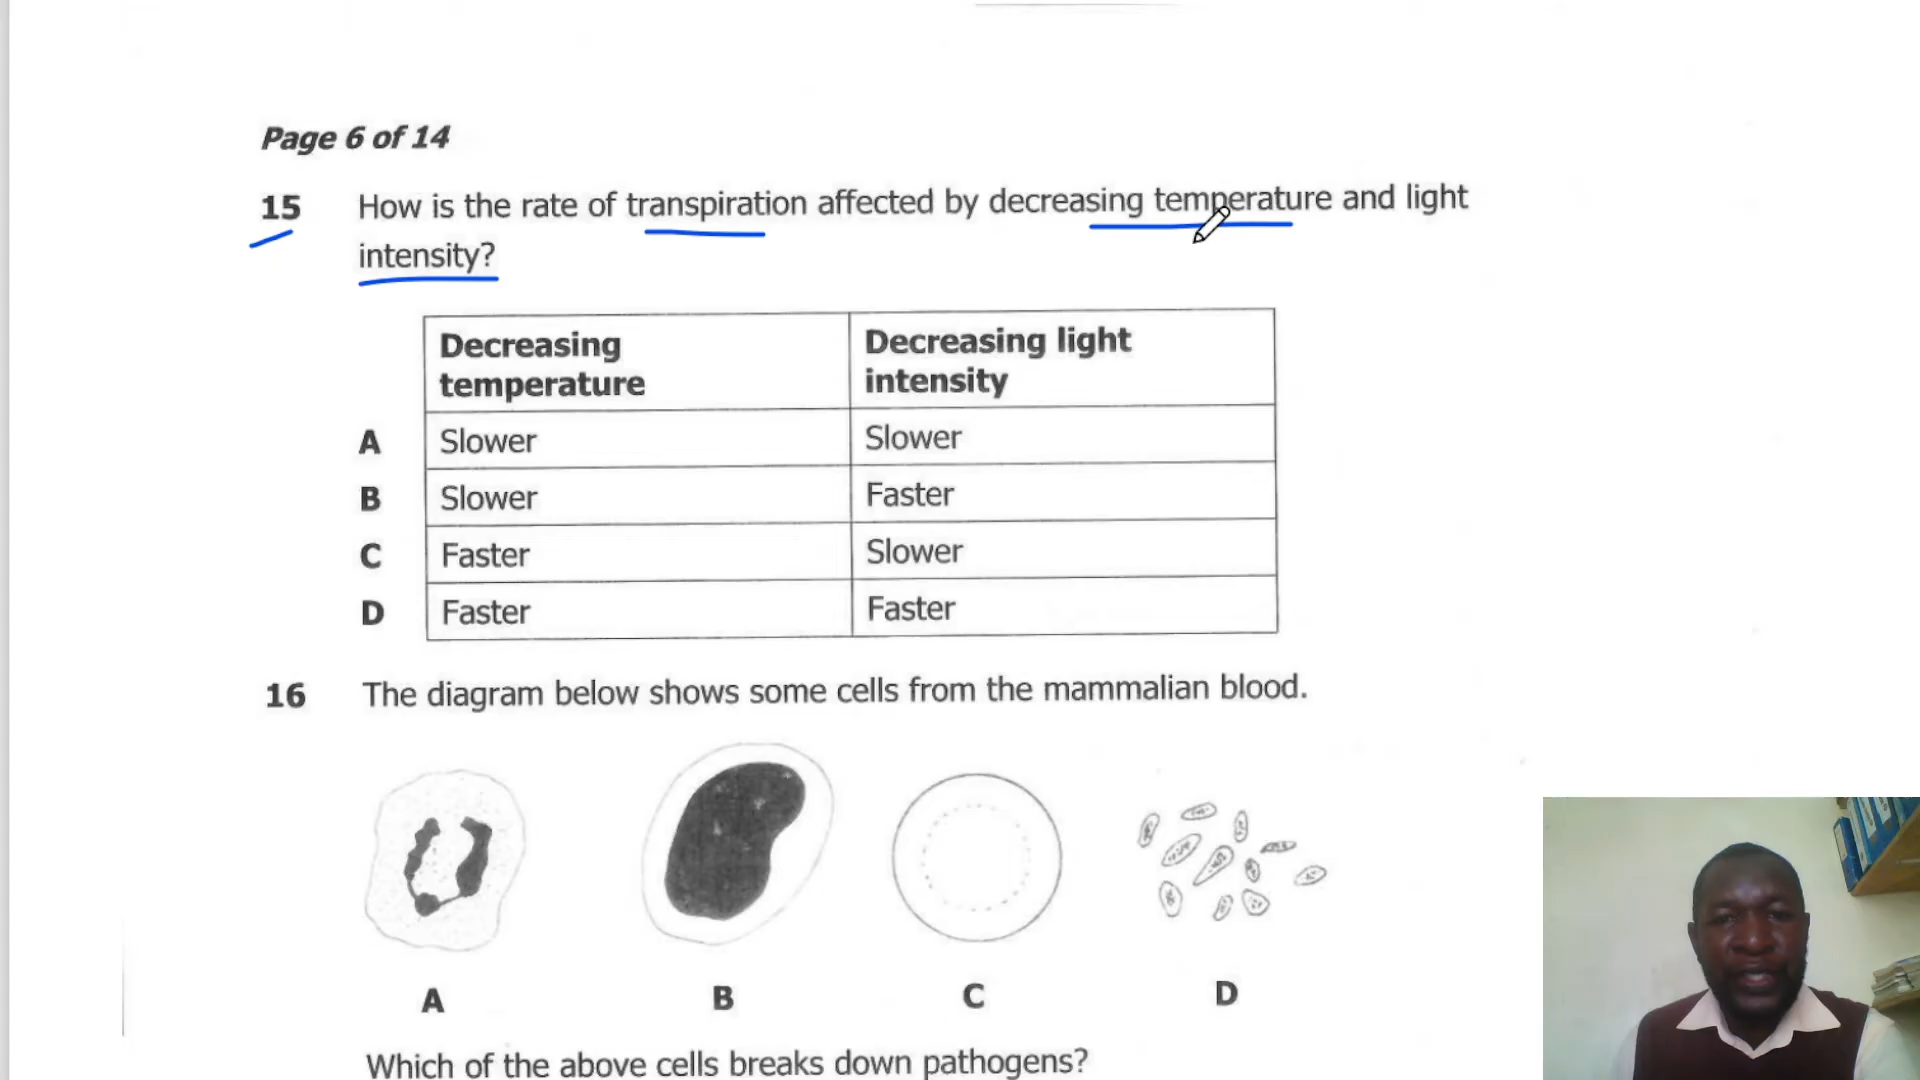 Page 6 of 14
15 How is the rate of transpiration affected by decreasing temperature and light
intensity?
Decreasing temperature Decreasing light intensity
A Slower Slower
B Slower Faster
C Faster Slower
D Faster Faster
16 The diagram below shows some cells from the mammalian blood.
A B C D
Which of the above cells breaks down pathogens?